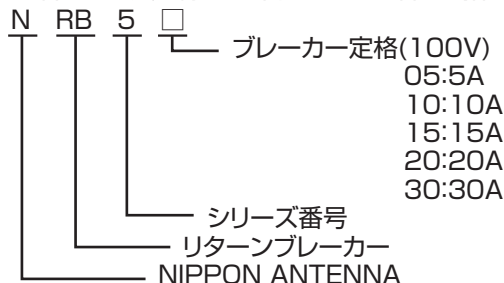 N RB 5 □
ブレーカー定格(100V)
05:5A
10:10A
15:15A
20:20A
30:30A
シリーズ番号
リターンブレーカー
NIPPON ANTENNA